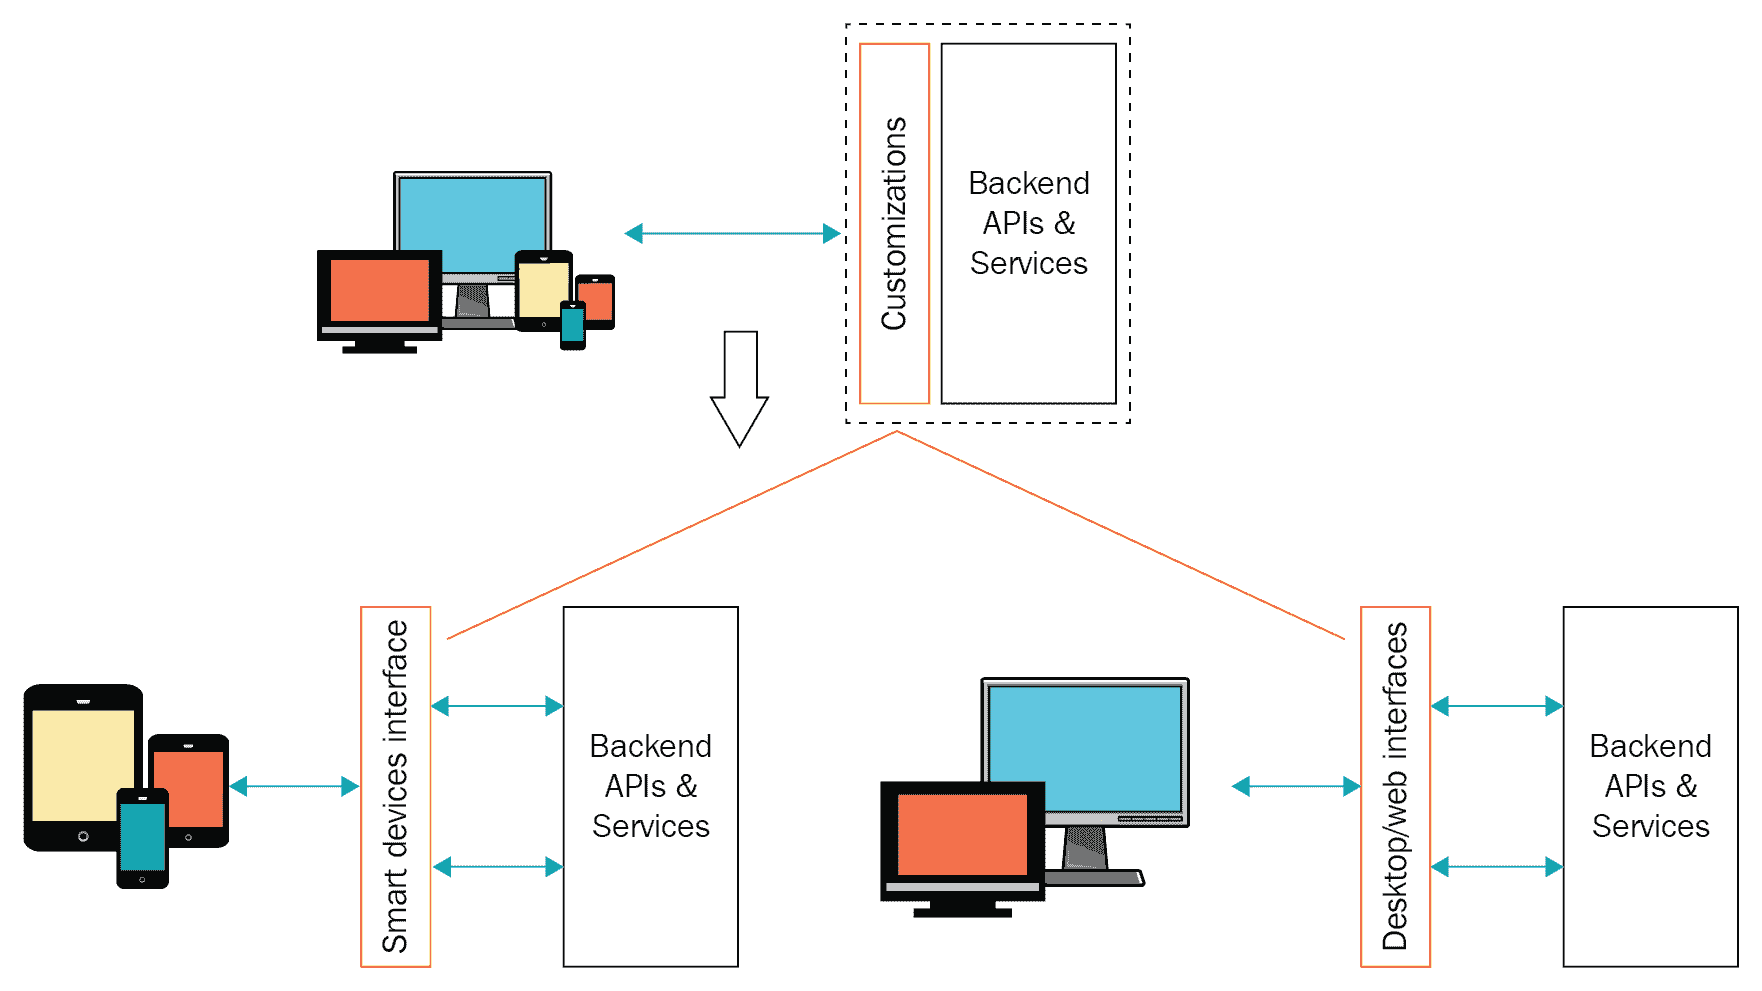 Customizations
Backend
APIs &
Services
Smart devices interface
Backend
APIs &
Services
Desktop/web interfaces
Backend
APIs &
Services